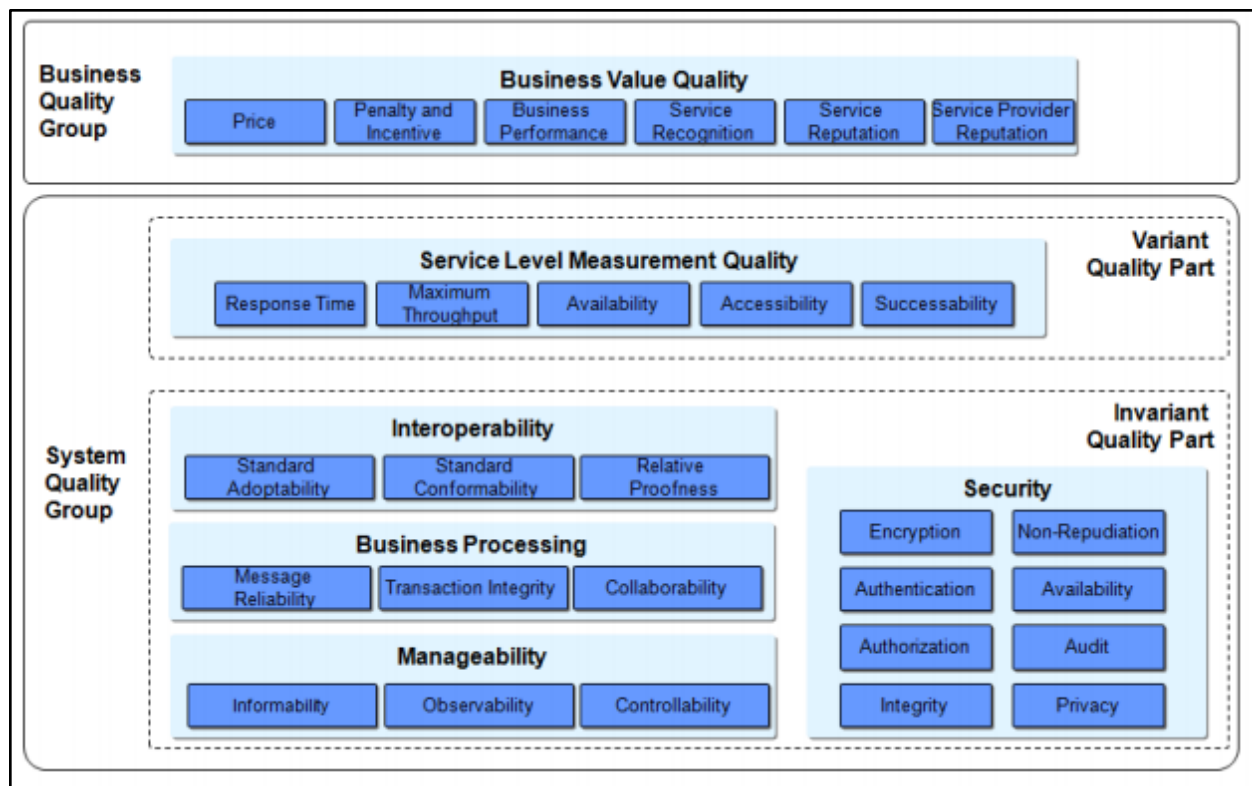 Business
Quality
Group
Business Value Quality
Price
Penalty and
Incentive
Business
Performance
Service
Recognition
Service
Reputation
Service Provider
Reputation
Variant
Quality Part
Service Level Measurement Quality
Response Time
Maximum
Throughput
Availability
Accessibility
Successability
System
Quality
Group
Invariant
Quality Part
Interoperability
Standard
Adoptability
Standard
Conformability
Relative
Proofness
Business Processing
Message
Reliability
Transaction Integrity
Collaborability
Manageability
Informability
Observability
Controllability
Security
Encryption
Non-Repudiation
Authentication
Availability
Authorization
Audit
Integrity
Privacy